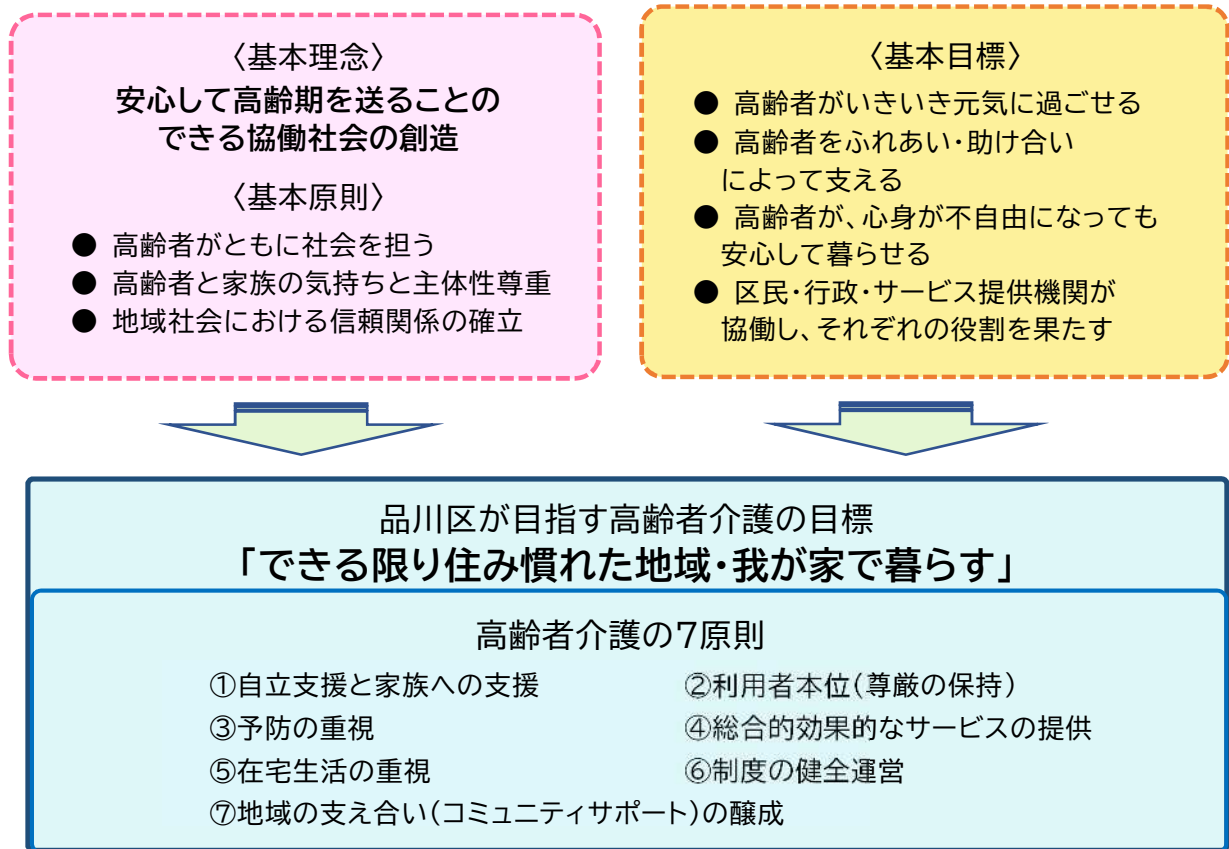 〈基本理念〉
安心して高齢期を送ることの
できる協働社会の創造
〈基本原則〉
● 高齢者がともに社会を担う
● 高齢者と家族の気持ちと主体性尊重
● 地域社会における信頼関係の確立
〈基本目標〉
● 高齢者がいきいき元気に過ごせる
● 高齢者をふれあい・助け合い
によって支える
● 高齢者が、心身が不自由になっても
安心して暮らせる
● 区民・行政・サービス提供機関が
協働し、それぞれの役割を果たす
品川区が目指す高齢者介護の目標
「できる限り住み慣れた地域・我が家で暮らす」
高齢者介護の7原則
①自立支援と家族への支援
②利用者本位(尊厳の保持)
③予防の重視
④総合的効果的なサービスの提供
⑤在宅生活の重視
⑥制度の健全運営
⑦地域の支え合い(コミュニティサポート)の醸成